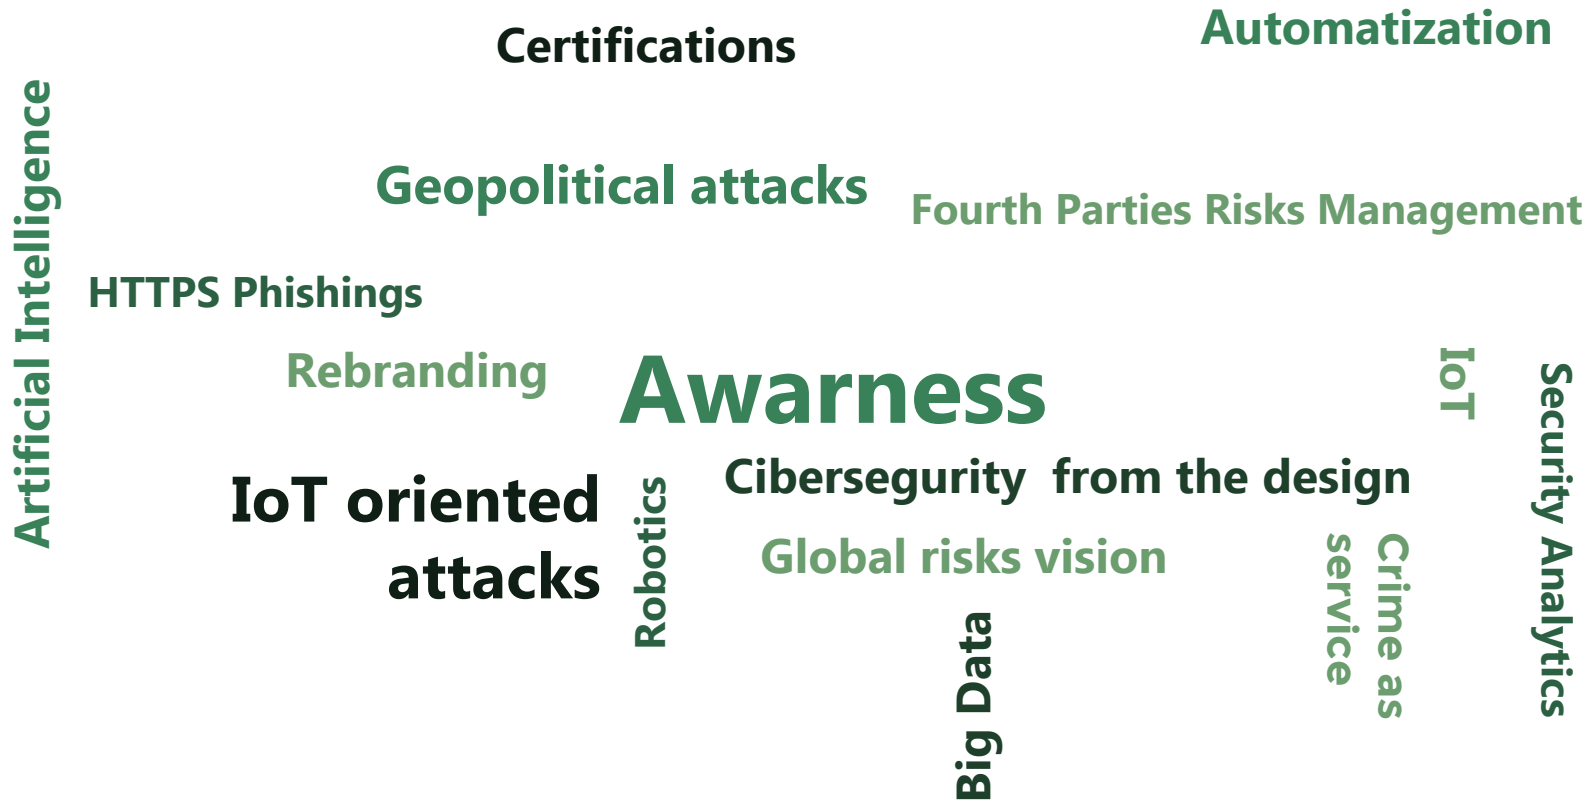 Certifications
Automatization
Artificial Intelligence
Geopolitical attacks
Fourth Parties Risks Management
HTTPS Phishings
Rebranding
Awarness
IoT
Security Analytics
IoT oriented
attacks
Robotics
Cibersegurity  from the design
Global risks vision
Crime as
service
Big Data